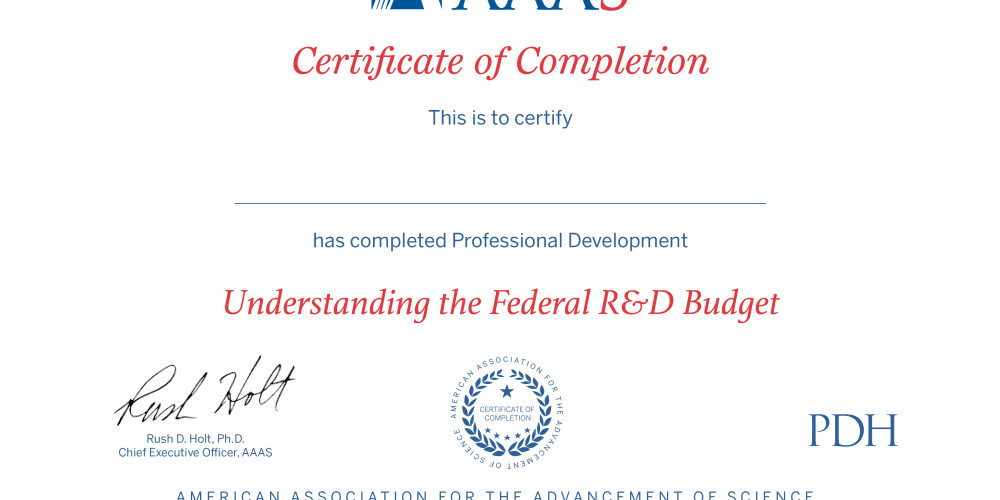 AAAS
Certificate of Completion
This is to certify
has completed Professional Development
Understanding the Federal R&D Budget
Rush Holt
Rush D. Holt, Ph.D.
Chief Executive Officer, AAAS
AMERICAN ASSOCIATION FOR THE ADVANCEMENT OF SCIENCE
CERTIFICATE OF
COMPLETION
PDH
AMERICAN ASSOCIATION FOR THE ADVANCEMENT OF SCIENCE